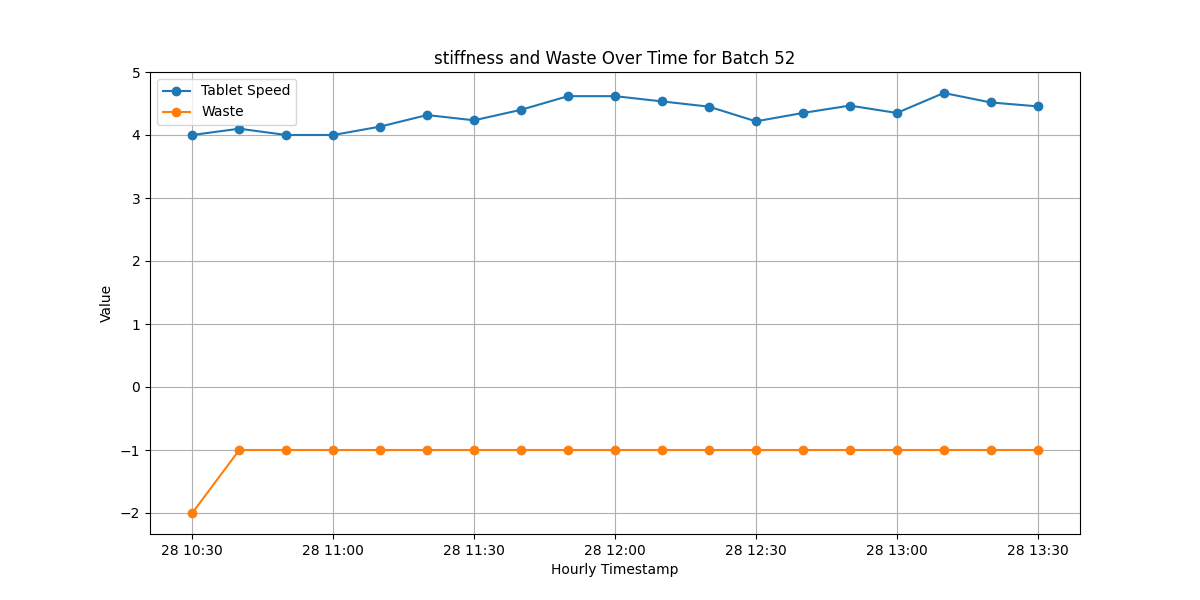 stiffness and Waste Over Time for Batch 52
5
4
3
2
1
0
−1
−2
Value
Tablet Speed
Waste
28 10:30 28 11:00 28 11:30 28 12:00 28 12:30 28 13:00 28 13:30
Hourly Timestamp